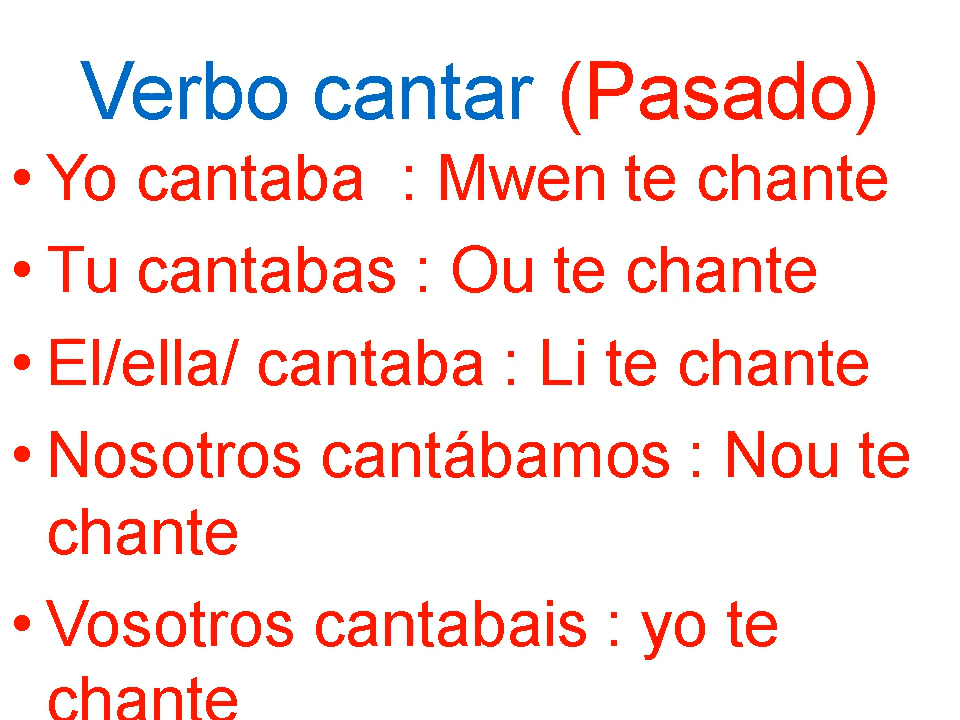 Verbo cantar (Pasado)
• Yo cantaba : Mwen te chante
• Tu cantabas : Ou te chante
• El/ella/ cantaba : Li te chante
• Nosotros cantábamos : Nou te
chante
• Vosotros cantabais : yo te
chante